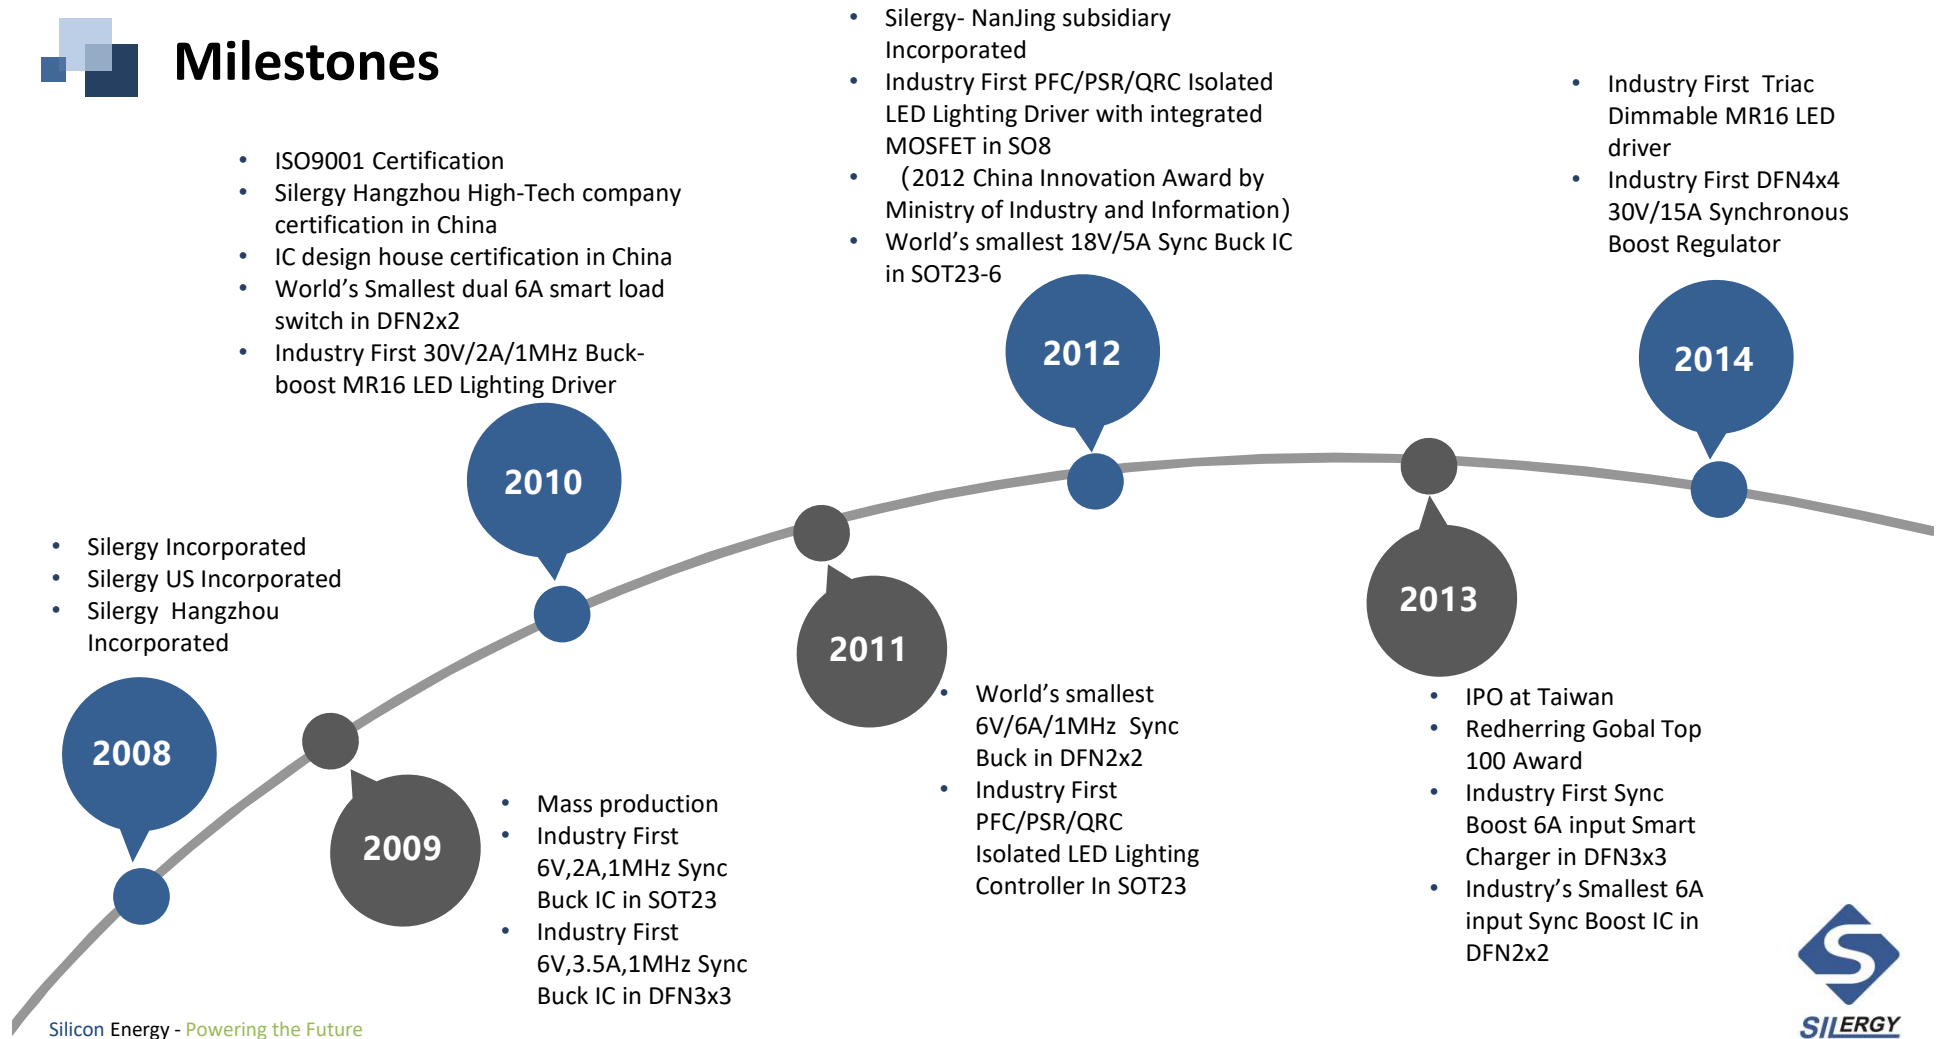 Milestones
• Silergy Incorporated
• Silergy US Incorporated
• Silergy  Hangzhou
Incorporated
2008
2009
• Mass production
• Industry First
6V,2A,1MHz Sync
Buck IC in SOT23
• Industry First
6V,3.5A,1MHz Sync
Buck IC in DFN3x3
• ISO9001 Certification
• Silergy Hangzhou High-Tech company
certification in China
• IC design house certification in China
• World’s Smallest dual 6A smart load
switch in DFN2x2
• Industry First 30V/2A/1MHz Buck-
boost MR16 LED Lighting Driver
2010
2011
• World’s smallest
6V/6A/1MHz  Sync
Buck in DFN2x2
• Industry First
PFC/PSR/QRC
Isolated LED Lighting
Controller In SOT23
• Silergy- NanJing subsidiary
Incorporated
• Industry First PFC/PSR/QRC Isolated
LED Lighting Driver with integrated
MOSFET in SO8
• （2012 China Innovation Award by
Ministry of Industry and Information）
• World’s smallest 18V/5A Sync Buck IC
in SOT23-6
2012
2013
• IPO at Taiwan
• Redherring Gobal Top
100 Award
• Industry First Sync
Boost 6A input Smart
Charger in DFN3x3
• Industry’s Smallest 6A
input Sync Boost IC in
DFN2x2
• Industry First  Triac
Dimmable MR16 LED
driver
• Industry First DFN4x4
30V/15A Synchronous
Boost Regulator
2014
Silicon Energy - Powering the Future
SILERGY